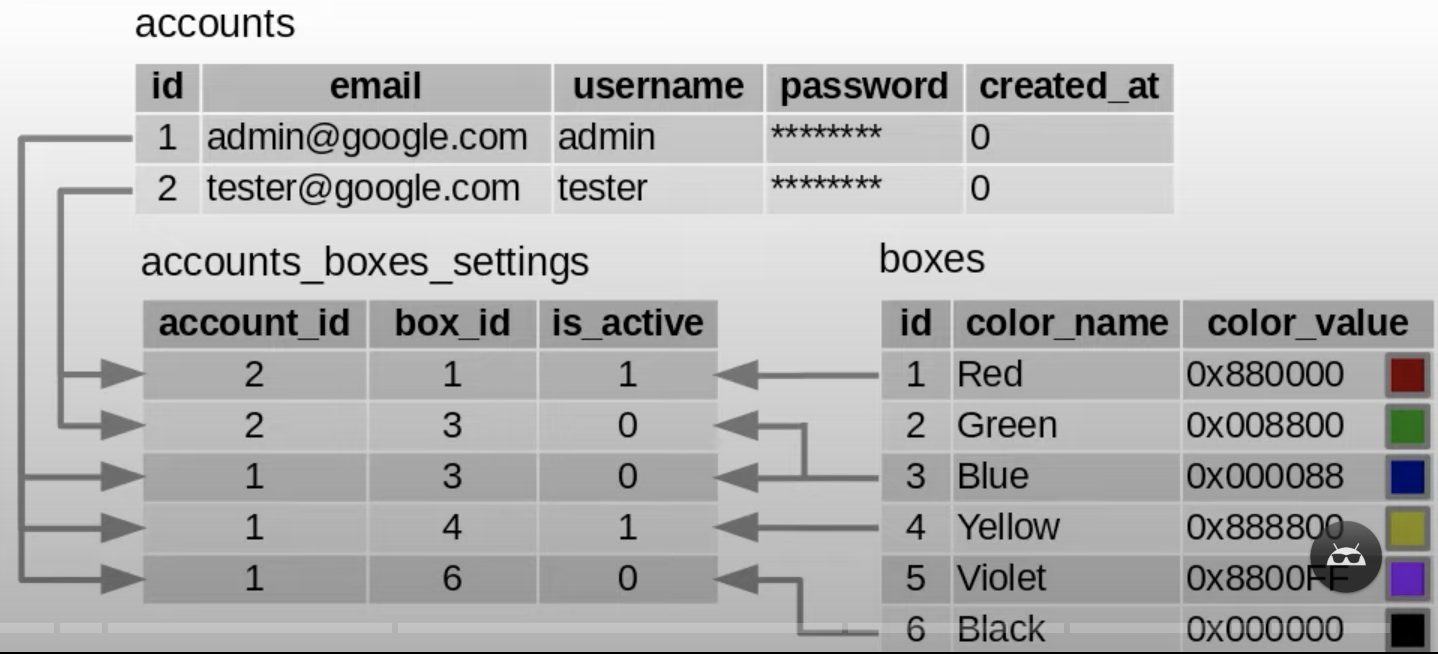 accounts
id email username password created_at
1 admin@google.com admin ******** 0
2 tester@google.com tester ******** 0
accounts_boxes_settings
account_id box_id is_active
2 1 1
2 3 0
1 3 0
1 4 1
1 6 0
boxes
id color_name color_value
1 Red 0x880000
2 Green 0x008800
3 Blue 0x000088
4 Yellow 0x888800
5 Violet 0x8800FF
6 Black 0x000000